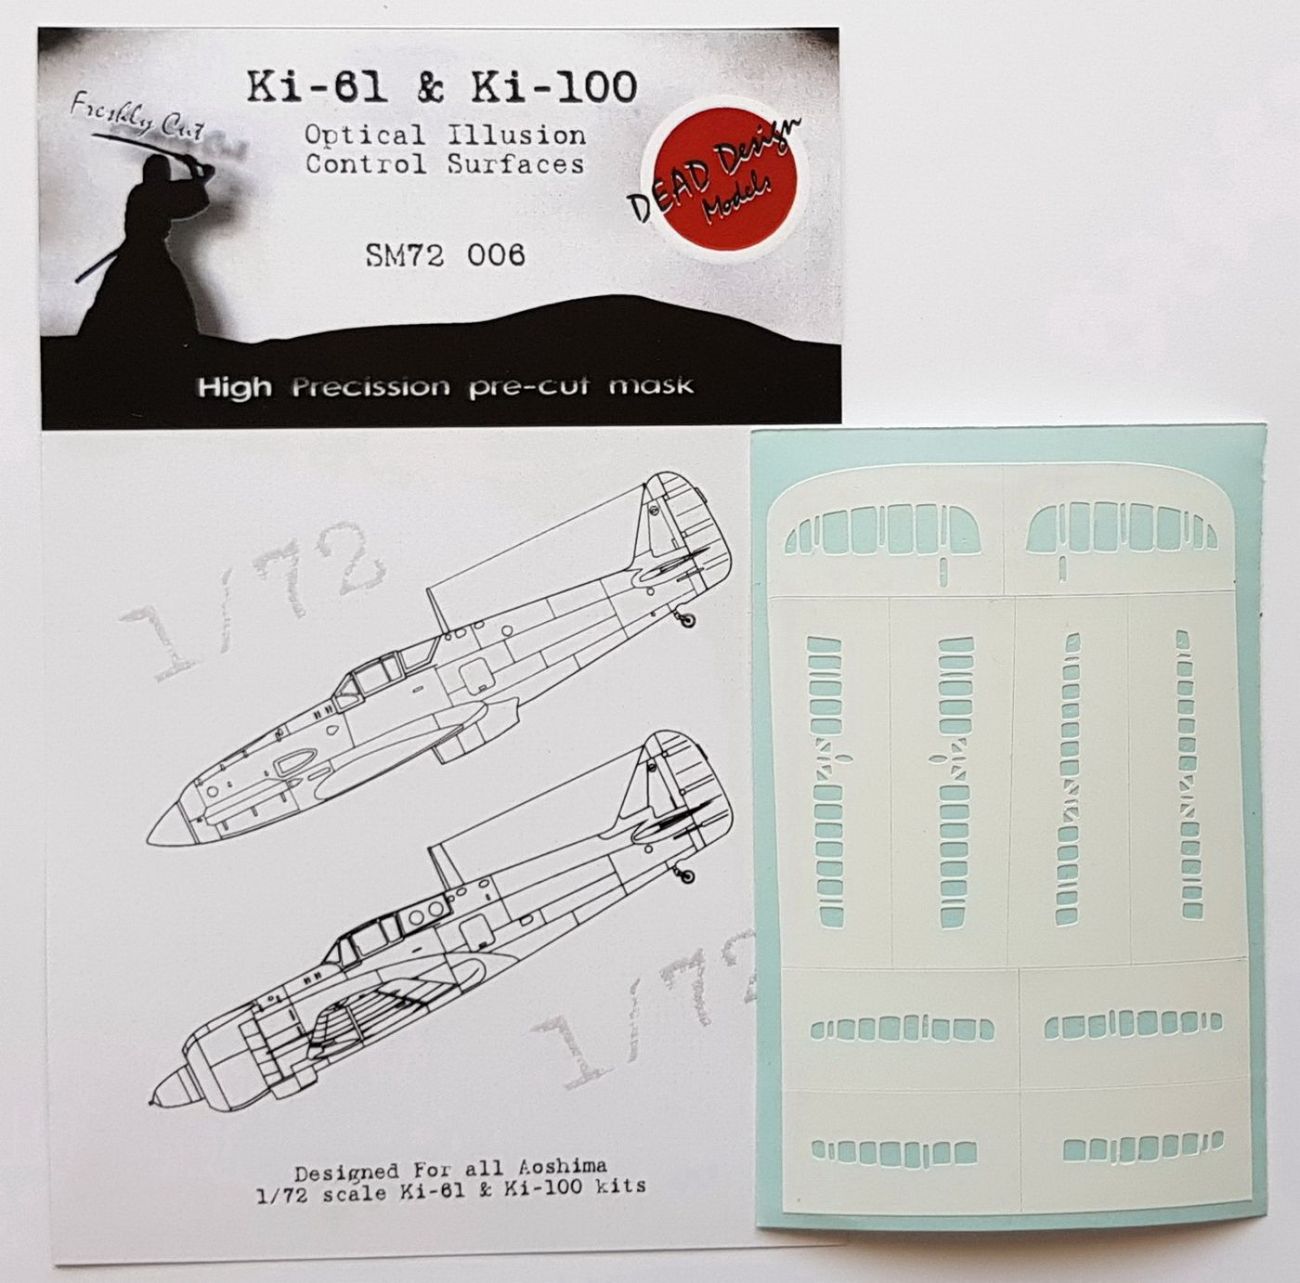 Ki-61 & Ki-100
Freshly Cut
Optical Illusion
Control Surfaces
DEAD Design
Models
SM72 006
High Precission pre-cut mask
1/72
1/72
Designed For all Aoshima
1/72 scale Ki-61 & Ki-100 kits